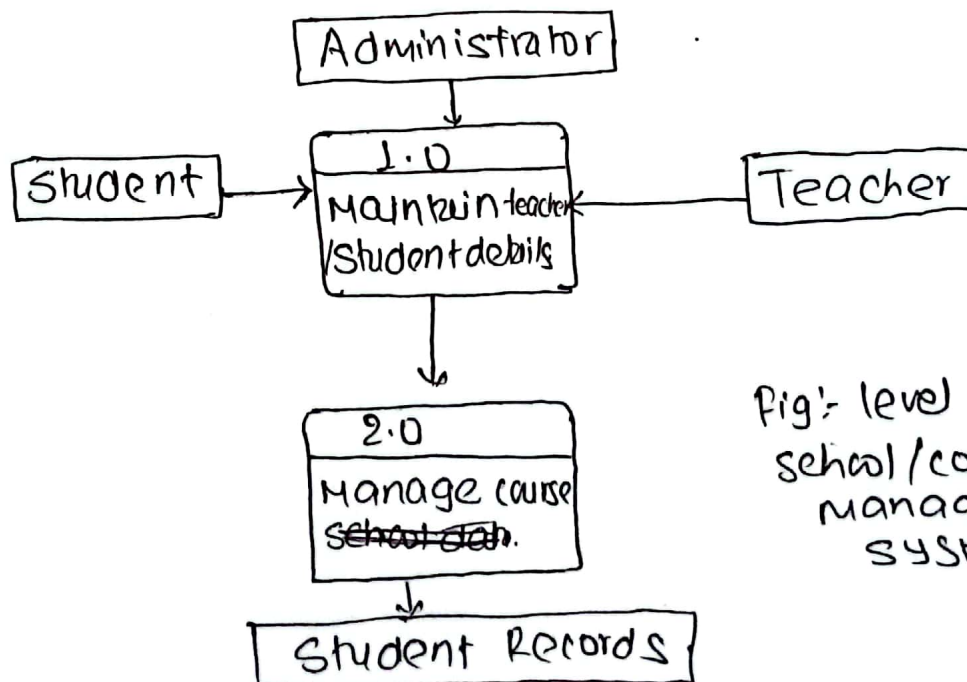 Administrator
Student
1.0
Maintain teacher
/Student details
Teacher
2.0
Manage course
Fig:- level
school/co
Manag
sys
Student Records